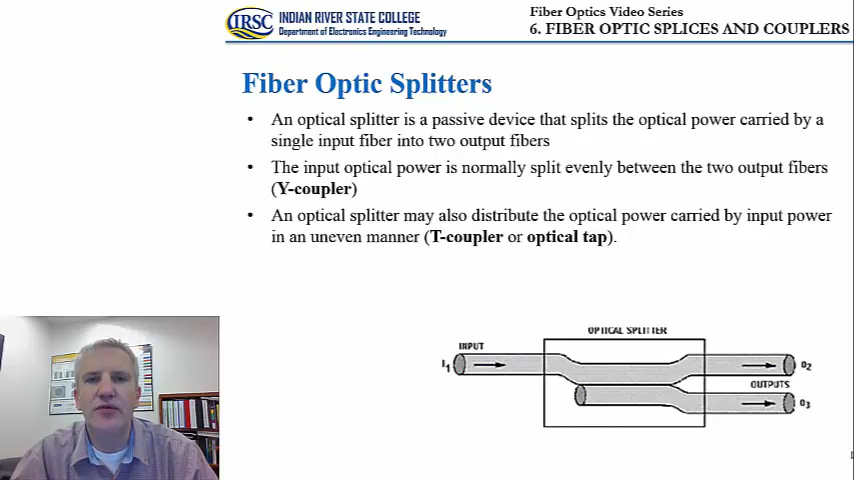 IRSC
INDIAN RIVER STATE COLLEGE
Department of Electronics Engineering Technology
Fiber Optics Video Series
6. FIBER OPTIC SPLICES AND COUPLERS
Fiber Optic Splitters
• An optical splitter is a passive device that splits the optical power carried by a
single input fiber into two output fibers
• The input optical power is normally split evenly between the two output fibers
(Y-coupler)
• An optical splitter may also distribute the optical power carried by input power
in an uneven manner (T-coupler or optical tap).
OPTICAL SPLITTER
INPUT
I1
O2
OUTPUTS
O3